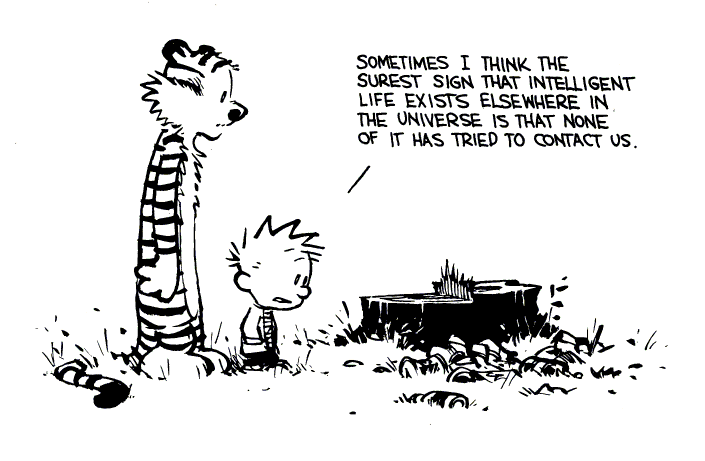 SOMETIMES I THINK THE
SUREST SIGN THAT INTELLIGENT
LIFE EXISTS ELSEWHERE IN
THE UNIVERSE IS THAT NONE
OF IT HAS TRIED TO CONTACT US.